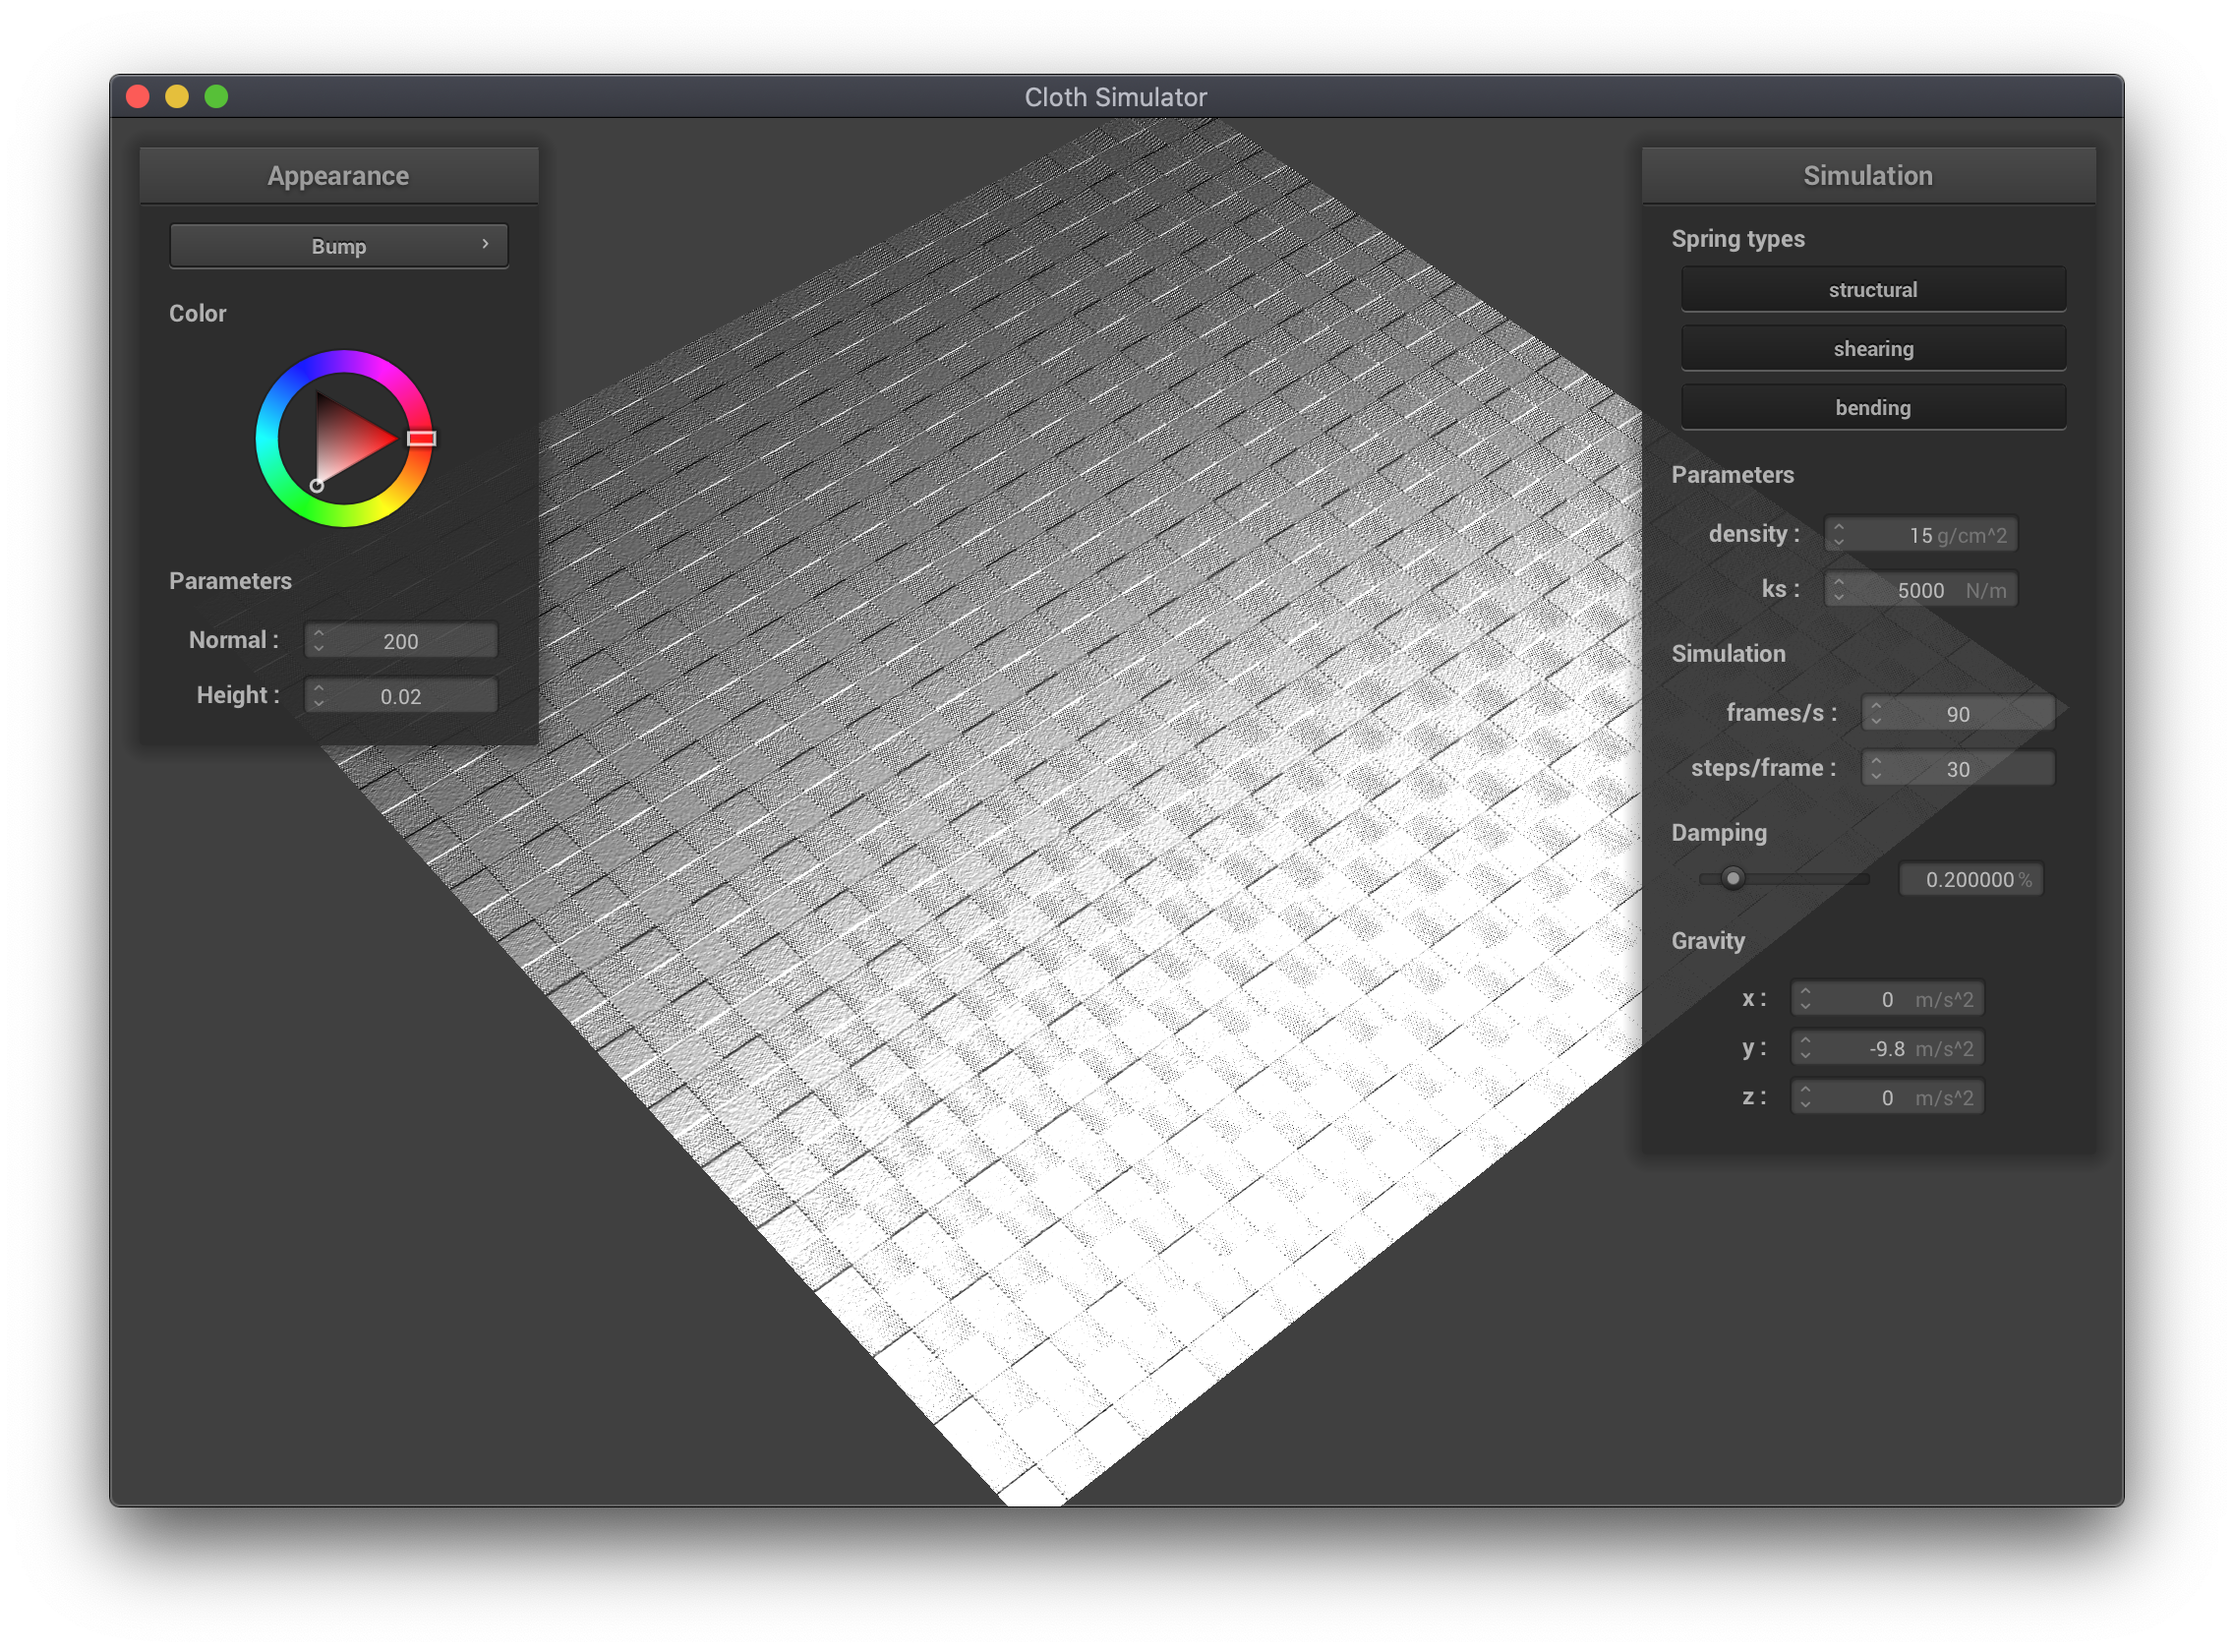 Cloth Simulator
Appearance
Bump
Color
Parameters
Normal : 200
Height : 0.02
Simulation
Spring types
structural
shearing
bending
Parameters
density : 15 g/cm^2
ks : 5000 N/m
Simulation
frames/s : 90
steps/frame : 30
Damping
0.200000 %
Gravity
x : 0 m/s^2
y : -9.8 m/s^2
z : 0 m/s^2